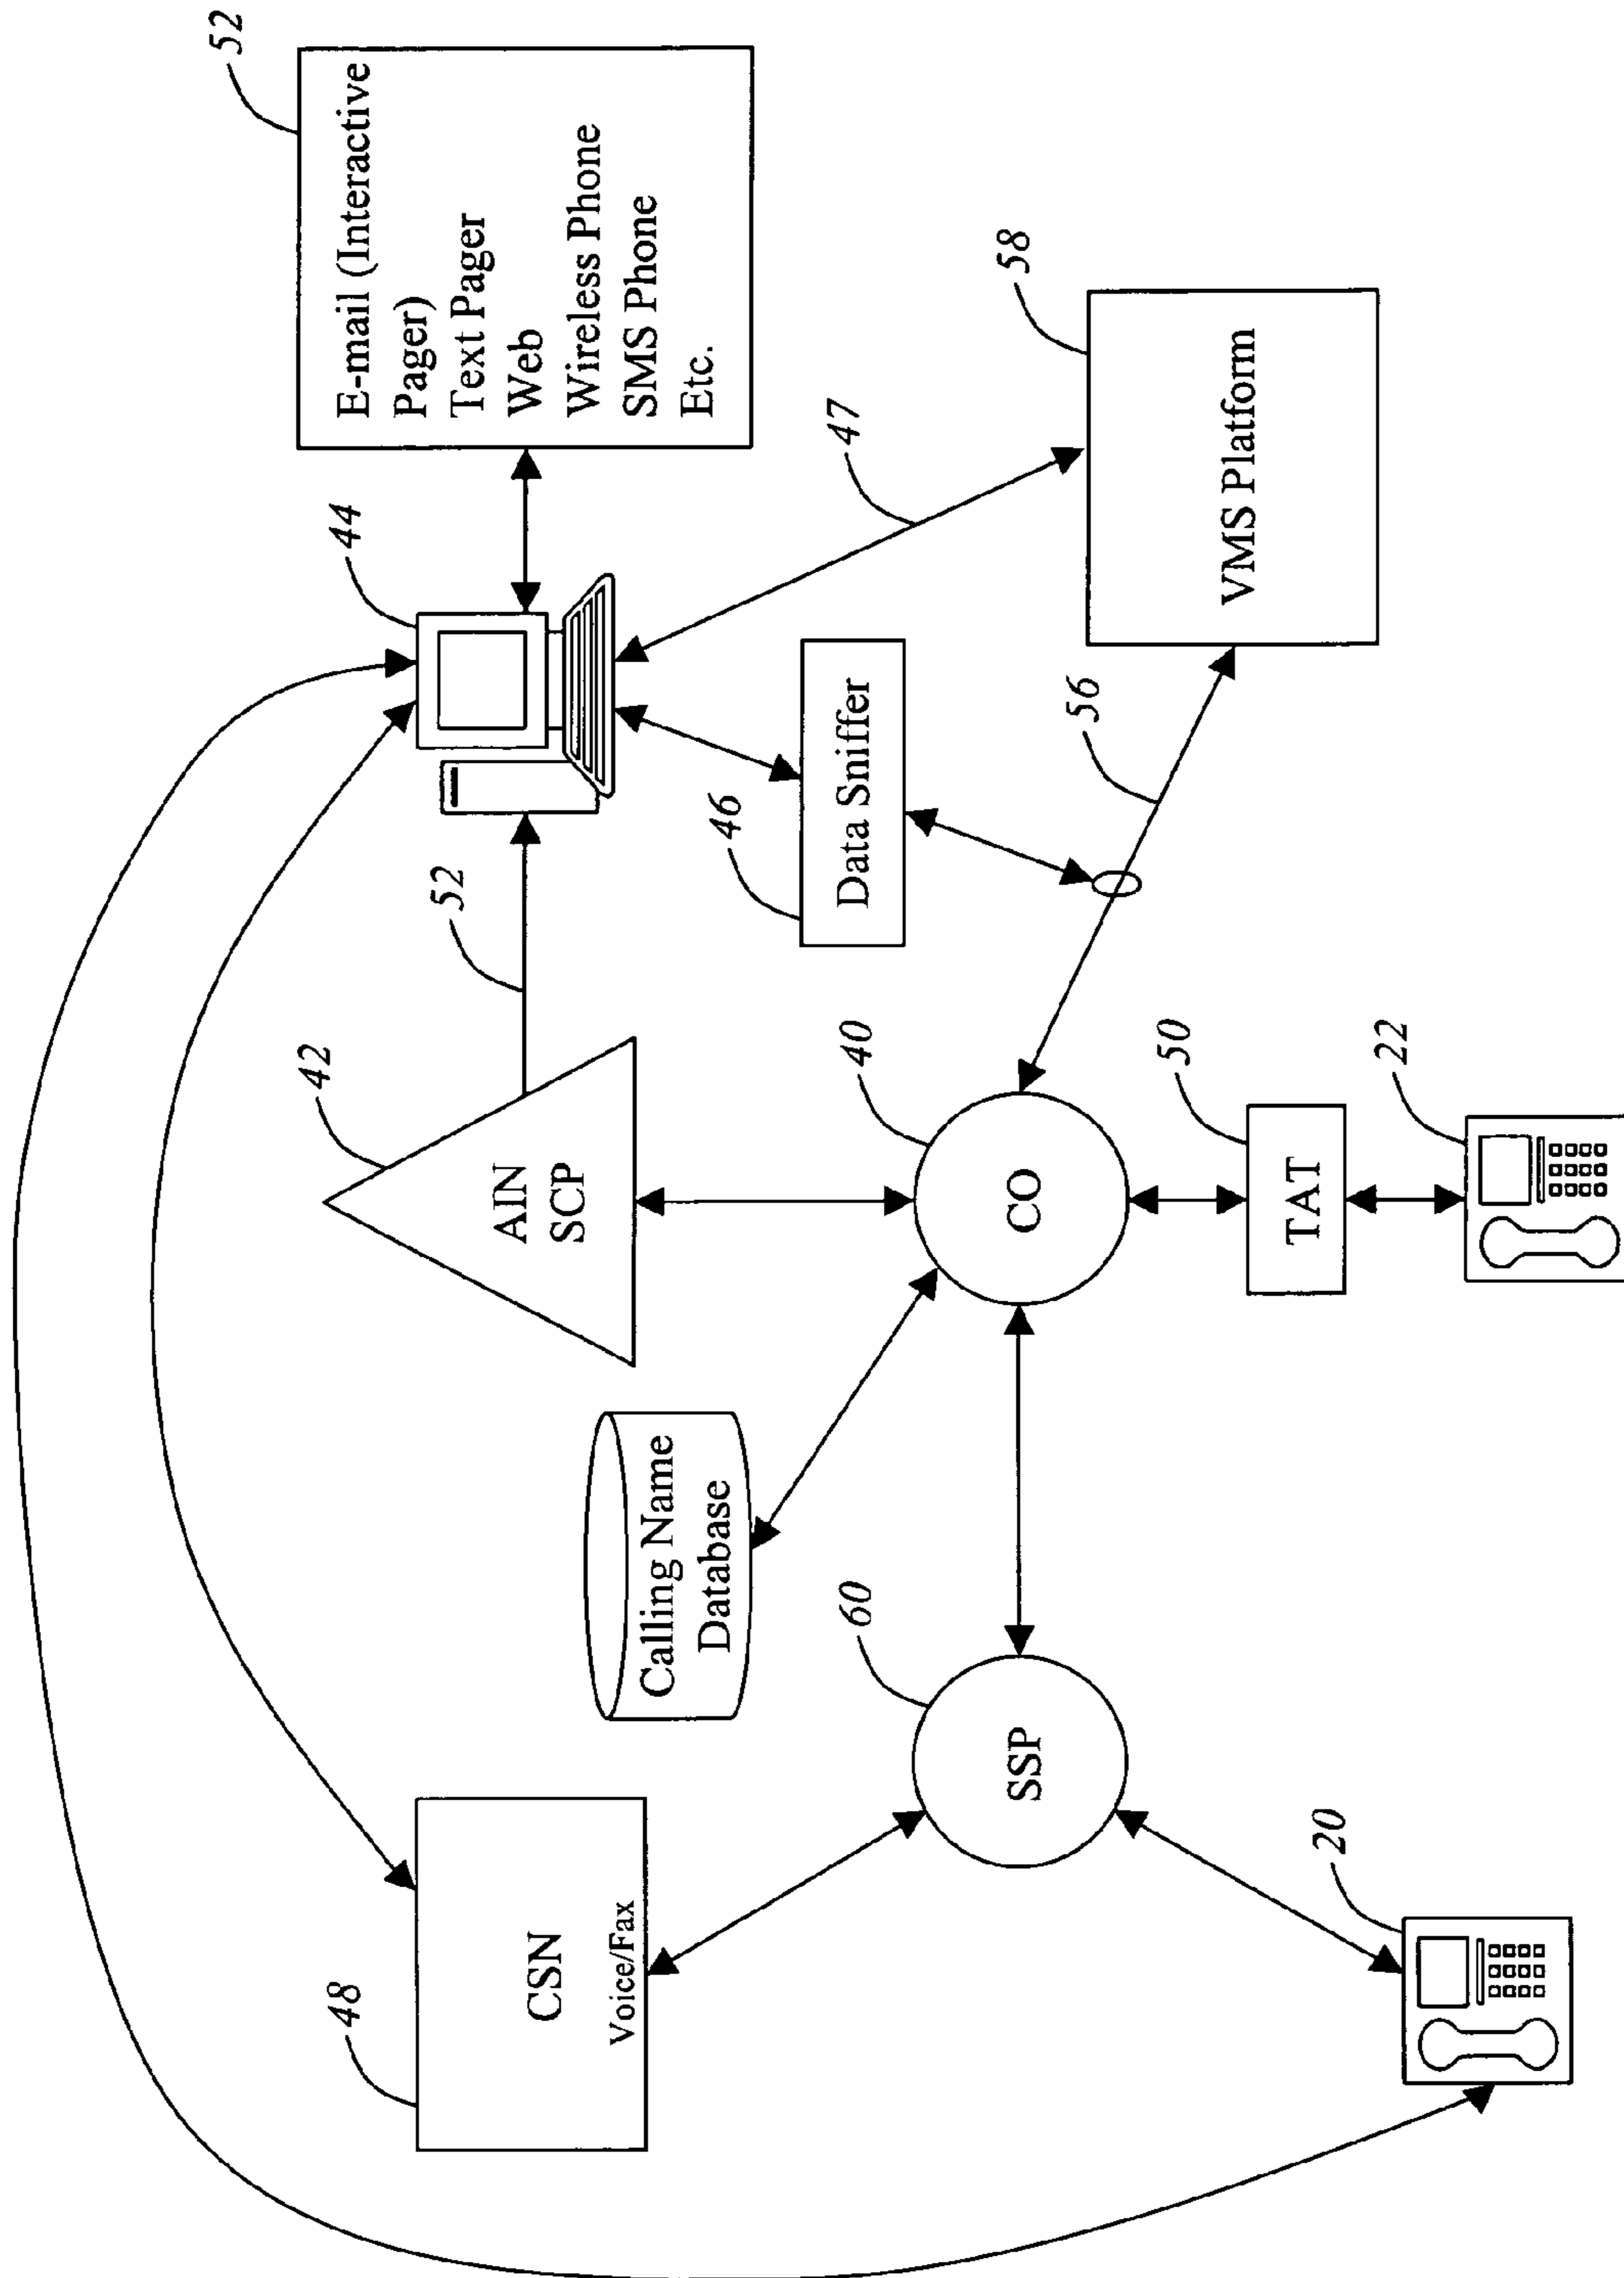 48
CSN
Voice/Fax
42
AIN
SCP
52
44
52
E-mail (Interactive
Pager)
Text Pager
Web
Wireless Phone
SMS Phone
Etc.
Calling Name
Database
46
Data Sniffer
47
60
SSP
40
CO
56
58
VMS Platform
50
TAT
20
22